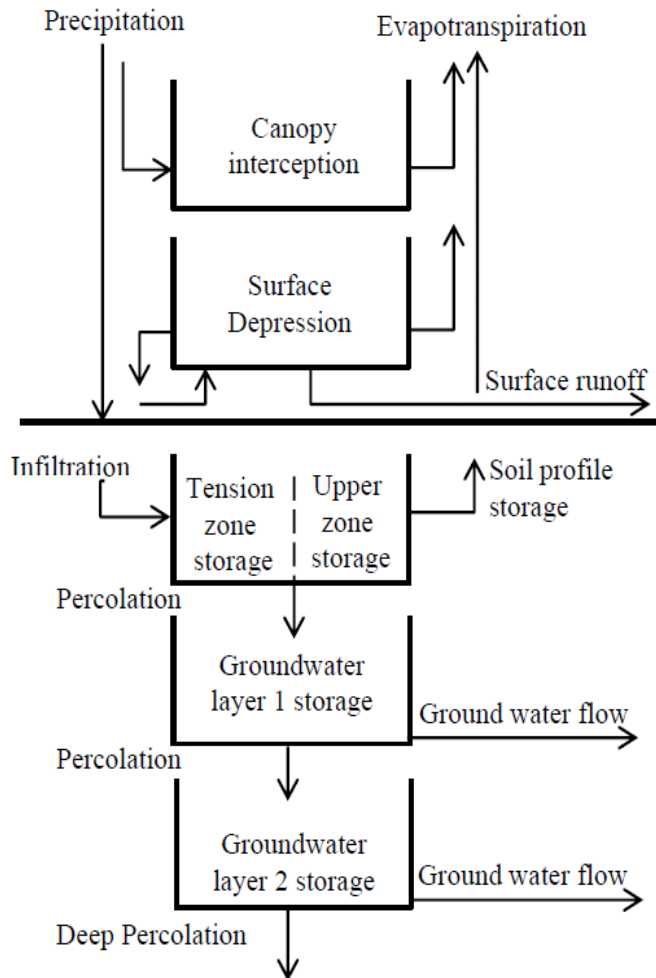 Precipitation
Evapotranspiration
Canopy
interception
Surface
Depression
Surface runoff
Infiltration
Tension
zone
storage
Upper
zone
storage
Soil profile
storage
Percolation
Groundwater
layer 1 storage
Ground water flow
Percolation
Groundwater
layer 2 storage
Ground water flow
Deep Percolation